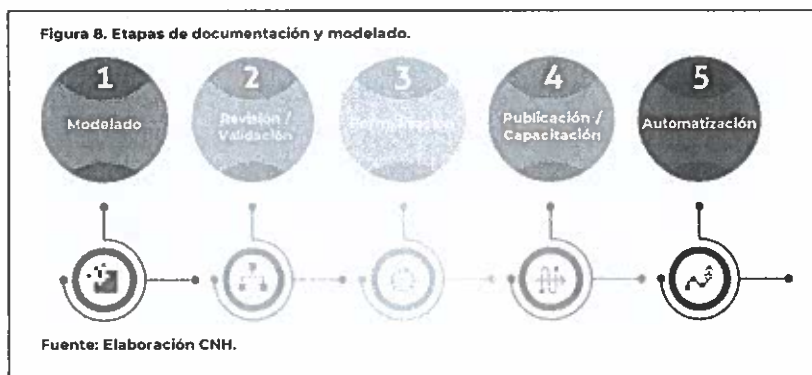 Figura 8. Etapas de documentación y modelado.
1
Modelado
2
Revisión /
Validación
3
4
Publicación /
Capacitación
5
Automatización
Fuente: Elaboración CNH.